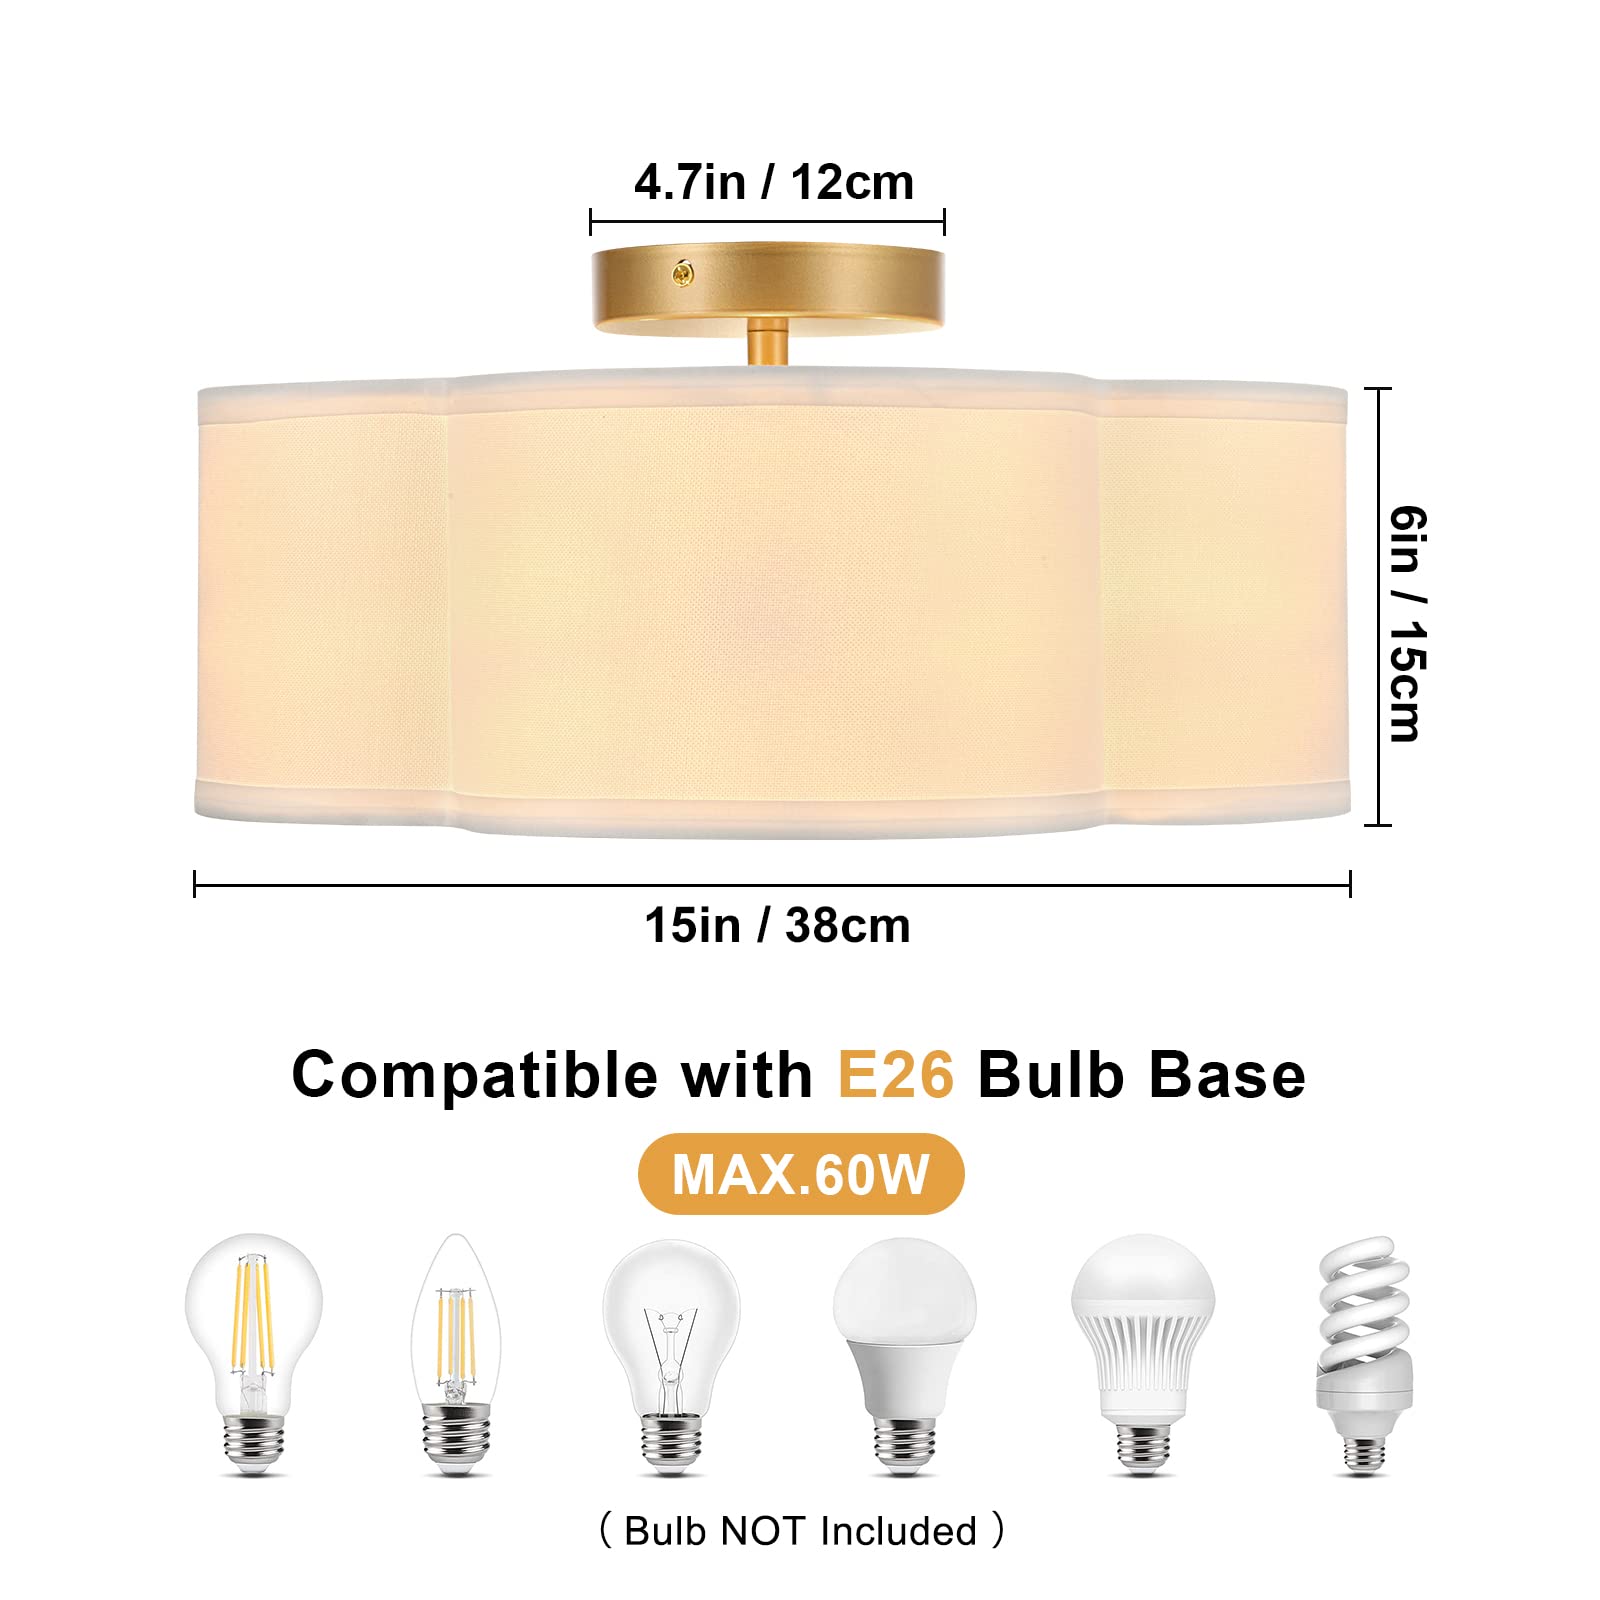 4.7in / 12cm
6in / 15cm
15in / 38cm
Compatible with E26 Bulb Base
MAX.60W
( Bulb NOT Included )